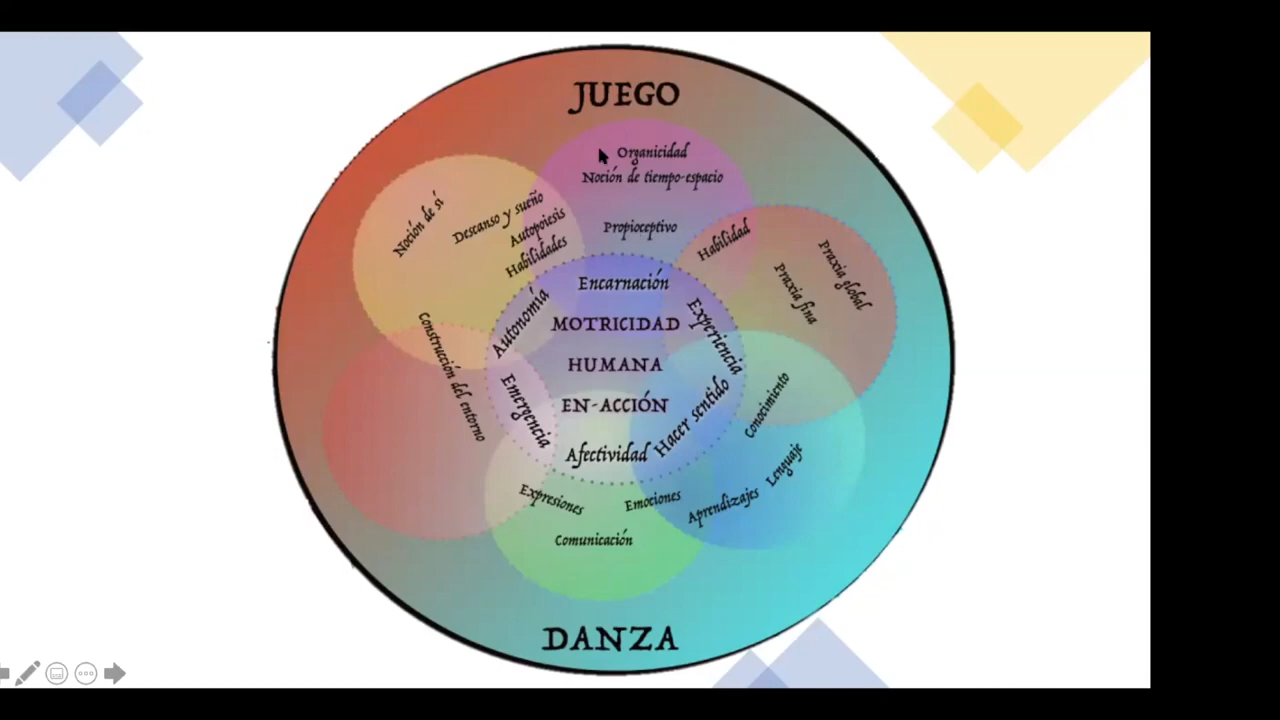 JUEGO
Organicidad
Noción de tiempo-espacio
Propioceptivo
Noción de sí
Descanso y sueño
Autopoiesis
Habilidades
Habilidad
Praxia global
Praxia fina
Encarnación
Autonomía
Experiencia
MOTRICIDAD
HUMANA
EN-ACCIÓN
Construcción del entorno
Emergencia
Hacer sentido
Afectividad
Conocimiento
Lenguaje
Aprendizajes
Emociones
Expresiones
Comunicación
DANZA